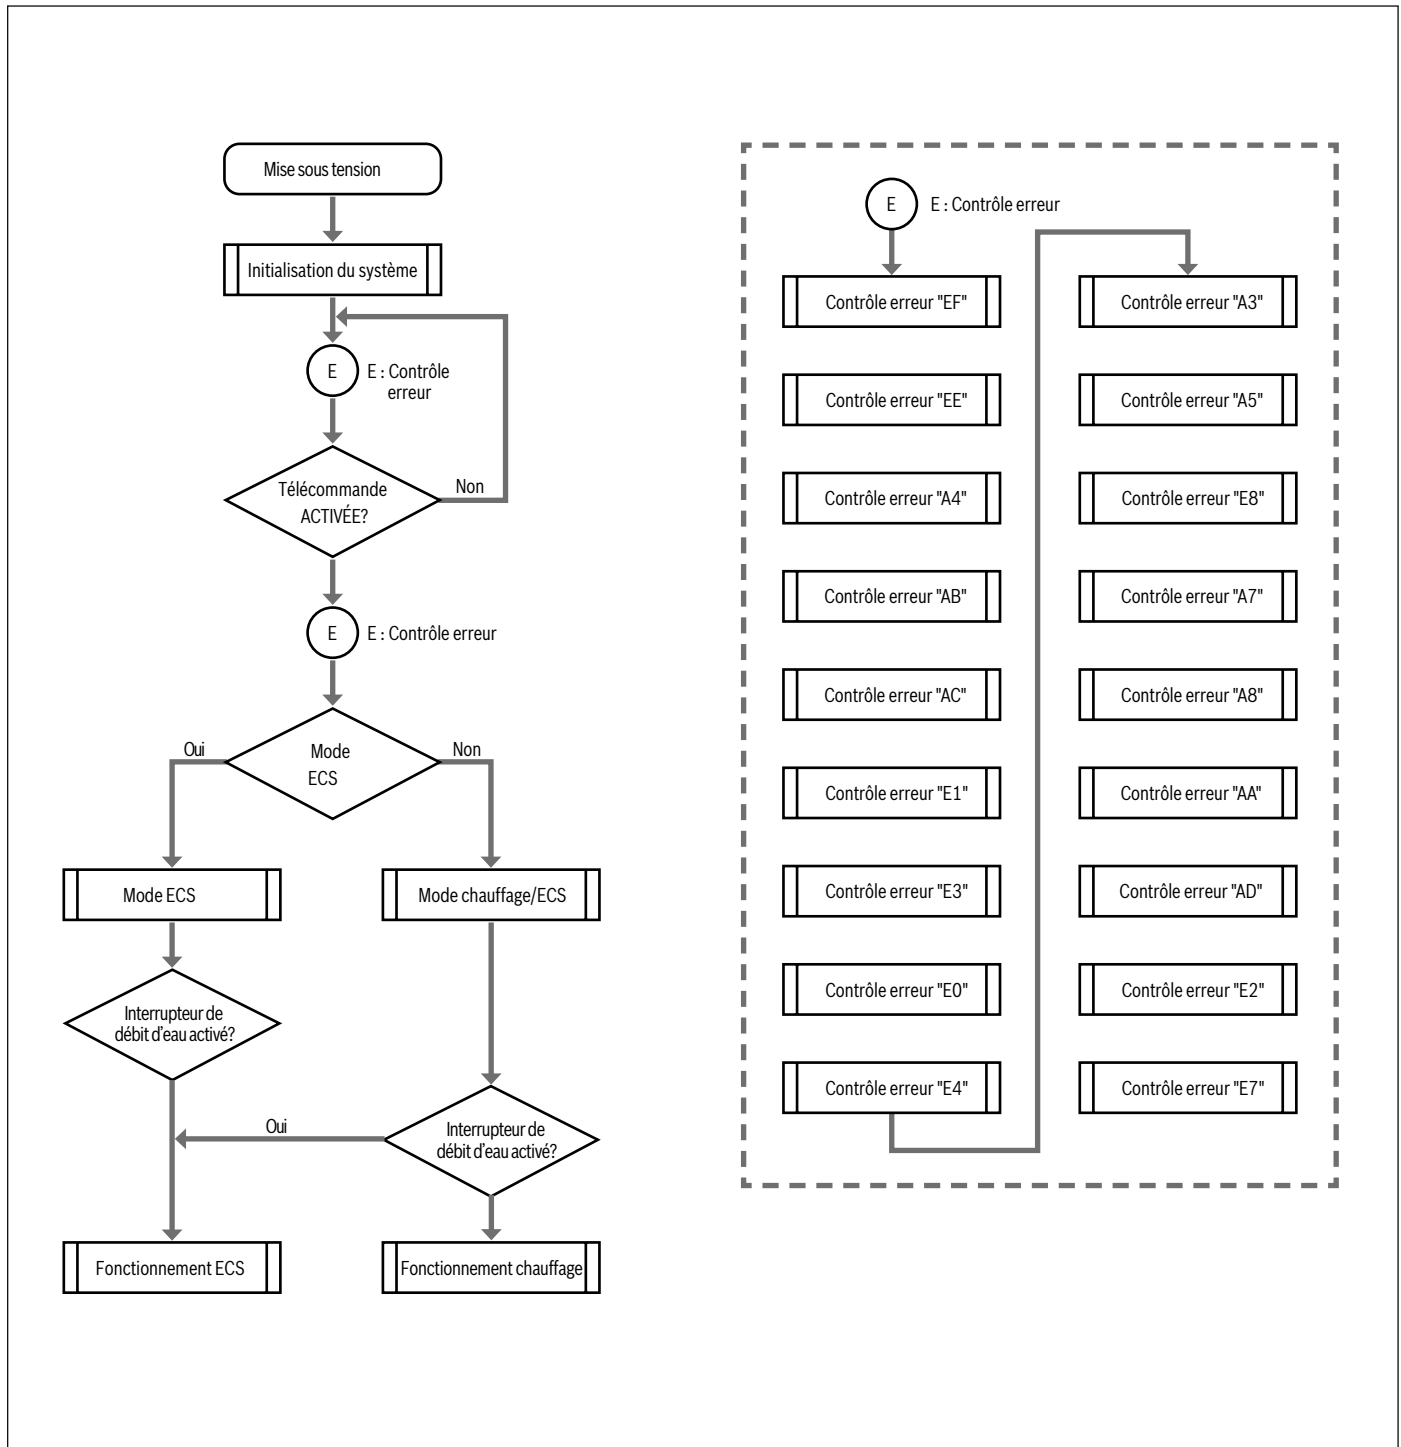 Mise sous tension
Initialisation du système
E
E : Contrôle
erreur
Télécommande
ACTIVÉE?
Non
E
E : Contrôle erreur
Mode
ECS
Oui
Non
Mode ECS
Mode chauffage/ECS
Interrupteur de
débit d'eau activé?
Oui
Interrupteur de
débit d'eau activé?
Fonctionnement ECS
Fonctionnement chauffage
E
E : Contrôle erreur
Contrôle erreur "EF"
Contrôle erreur "EE"
Contrôle erreur "A4"
Contrôle erreur "AB"
Contrôle erreur "AC"
Contrôle erreur "E1"
Contrôle erreur "E3"
Contrôle erreur "E0"
Contrôle erreur "E4"
Contrôle erreur "A3"
Contrôle erreur "A5"
Contrôle erreur "E8"
Contrôle erreur "A7"
Contrôle erreur "A8"
Contrôle erreur "AA"
Contrôle erreur "AD"
Contrôle erreur "E2"
Contrôle erreur "E7"